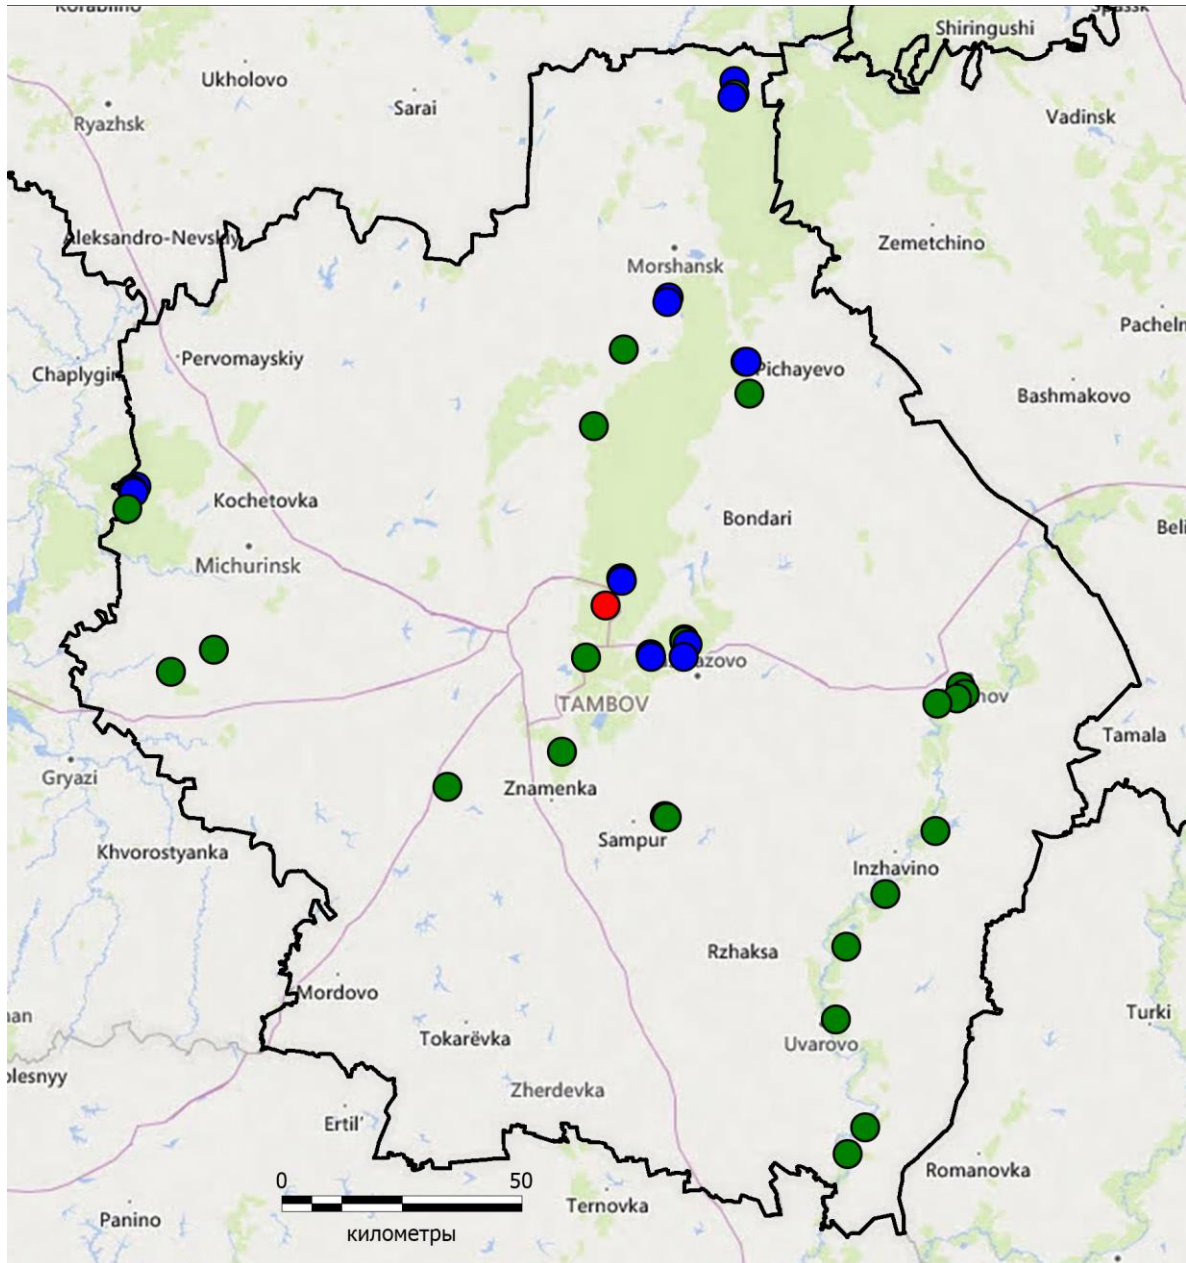 Shiringushi
Ukholovo
Sarai
Ryazhsk
Vadinsk
Aleksandro-Nevskiy
Zemetchino
Morshansk
Pervomayskiy
Chaplygin
Pichayevo
Bashmakovo
Kochetovka
Bondari
Michurinsk
TAMBOV
Tamala
Gryazi
Znamenka
Sampur
Khvorostyanka
Inzhavino
Rzhaksa
Mordovo
Turki
Tokarëvka
Uvarovo
Zherdevka
Ertil'
Romanovka
0 50
километры
Ternovka
Panino